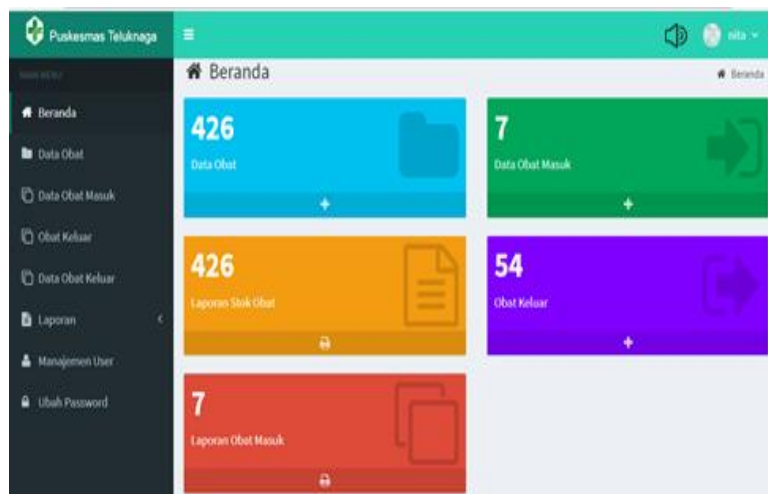 Puskesmas Teluknaga
nita
MAIN MENU
Beranda
Data Obat
Data Obat Masuk
Obat Keluar
Data Obat Keluar
Laporan
Manajemen User
Ubah Password
Beranda
Beranda
426
Data Obat
7
Data Obat Masuk
426
Laporan Stok Obat
54
Obat Keluar
7
Laporan Obat Masuk